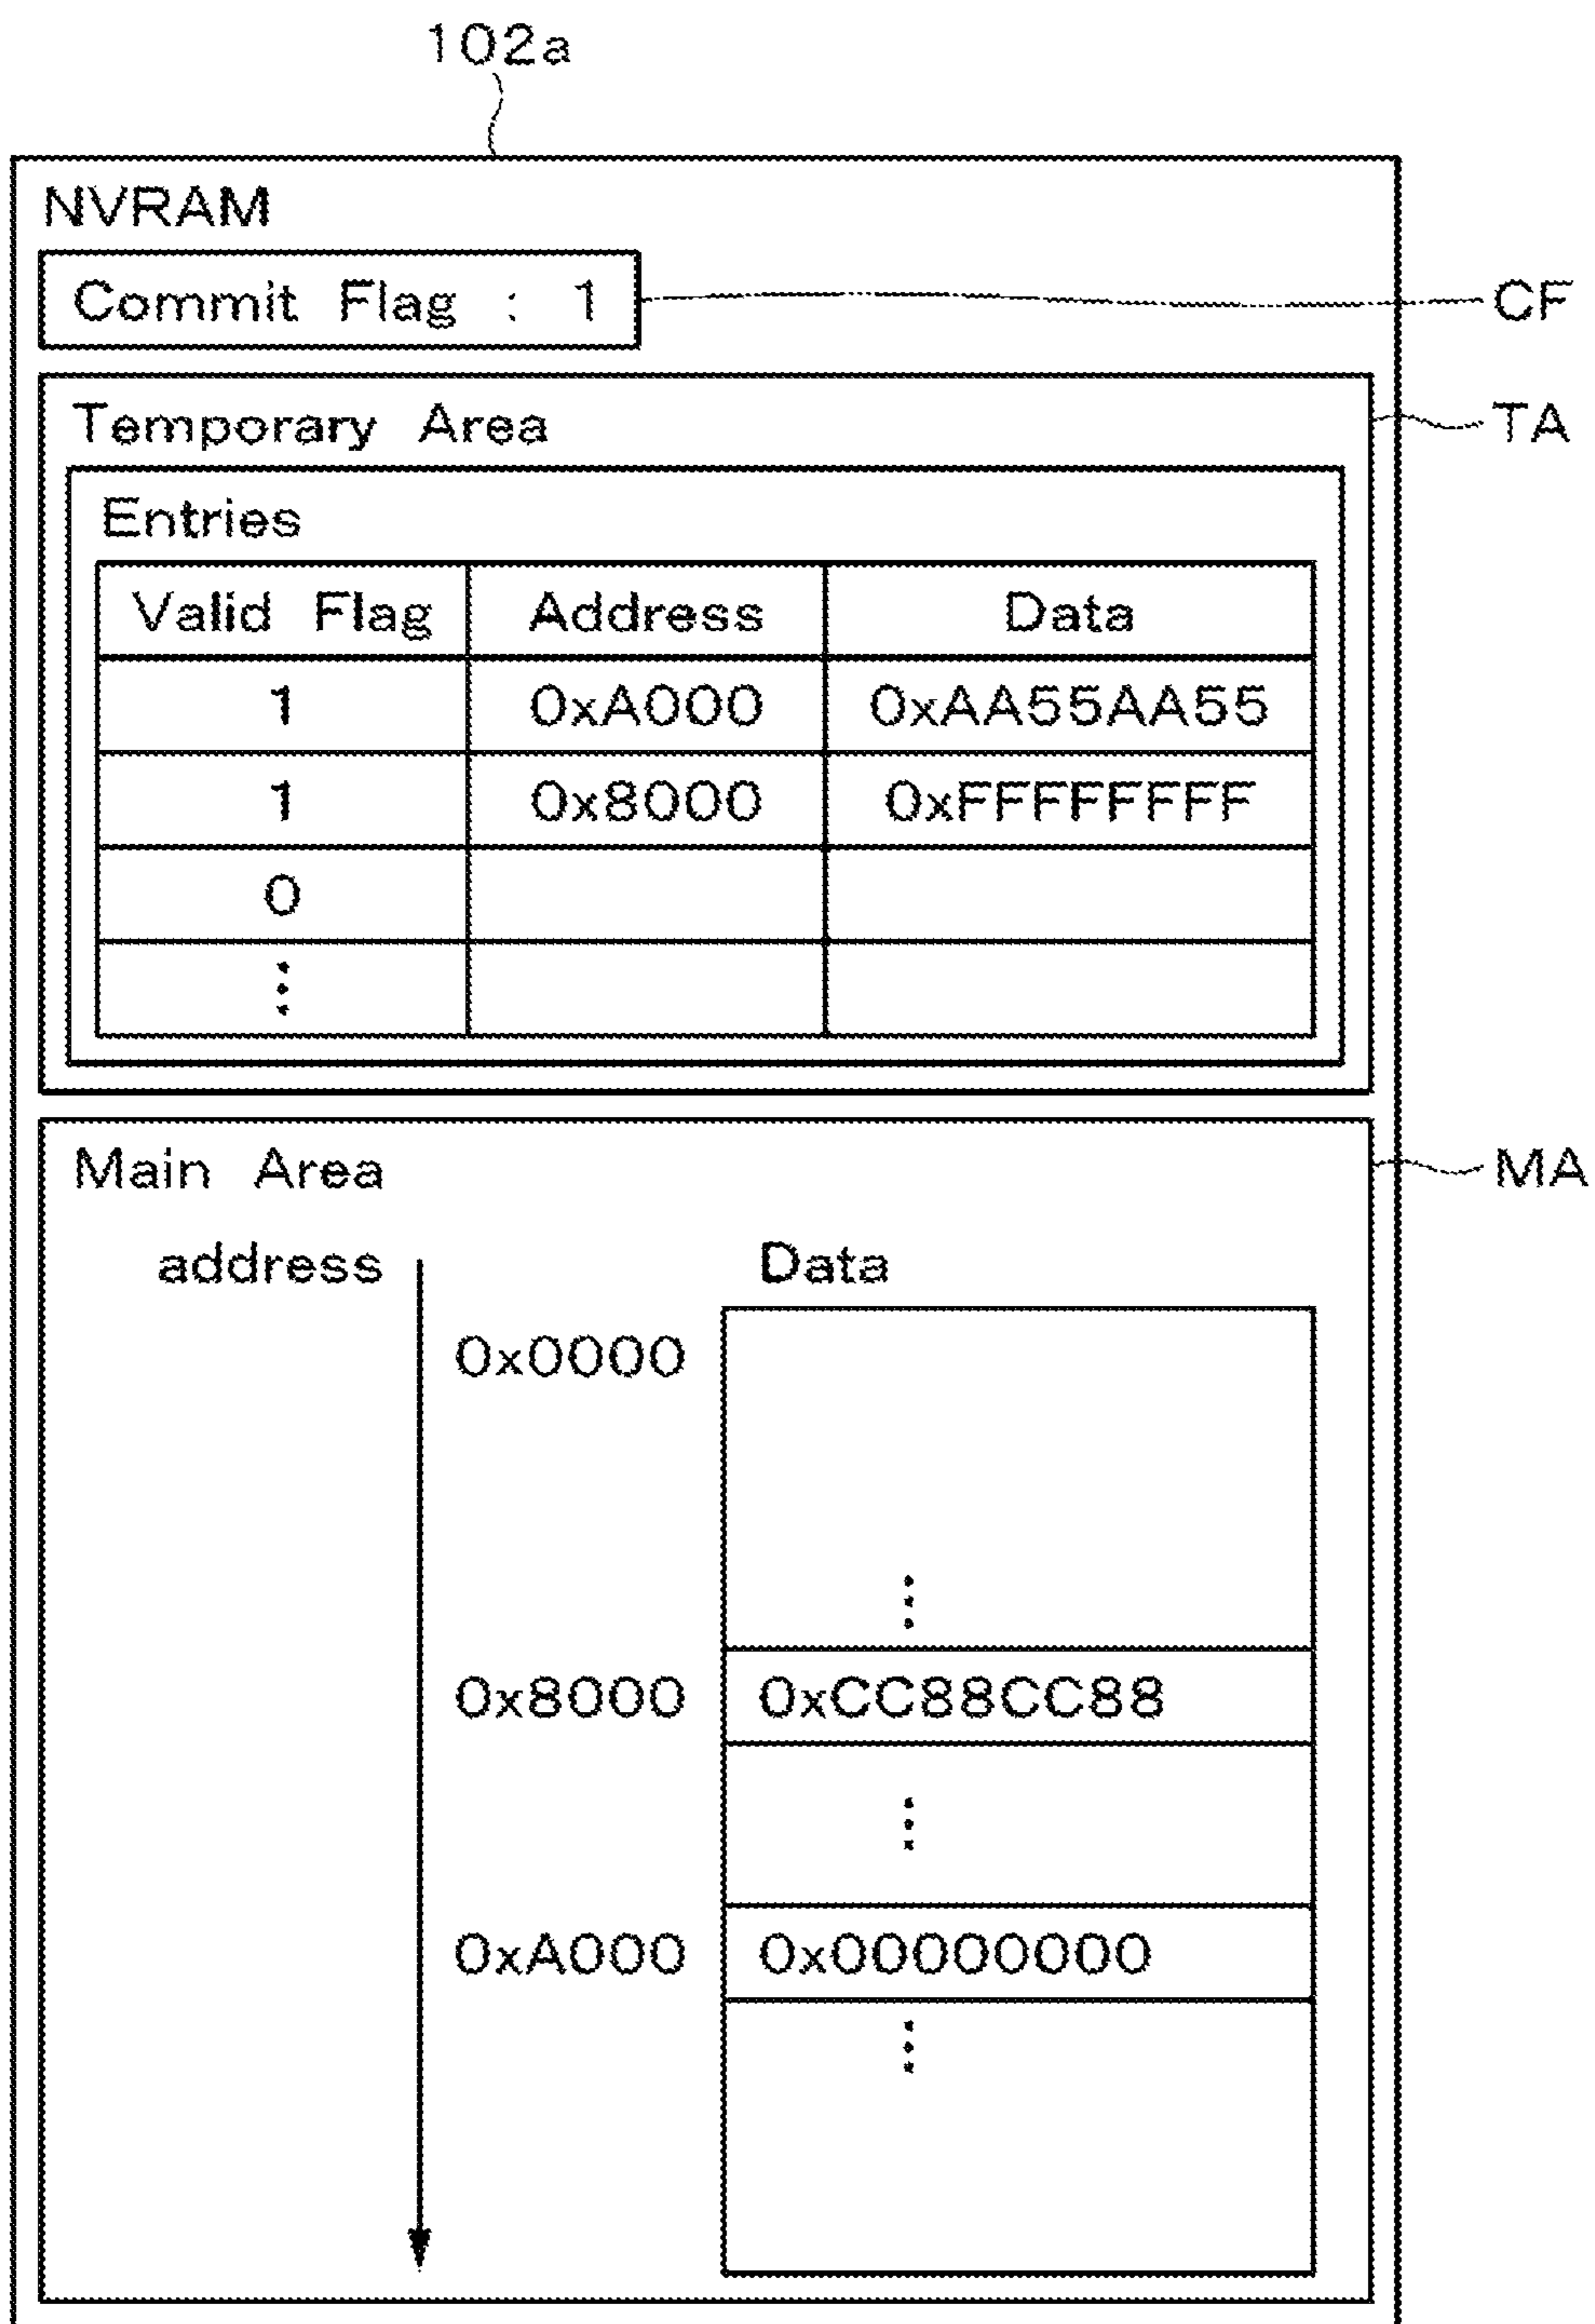 102a
NVRAM
Commit Flag : 1
CF
Temporary Area
TA
Entries
Valid Flag Address Data
1 0xA000 0xAA55AA55
1 0x8000 0xFFFFFFFF
0
⋮
Main Area
MA
address Data
0x0000
⋮
0x8000 0xCC88CC88
⋮
0xA000 0x00000000
⋮